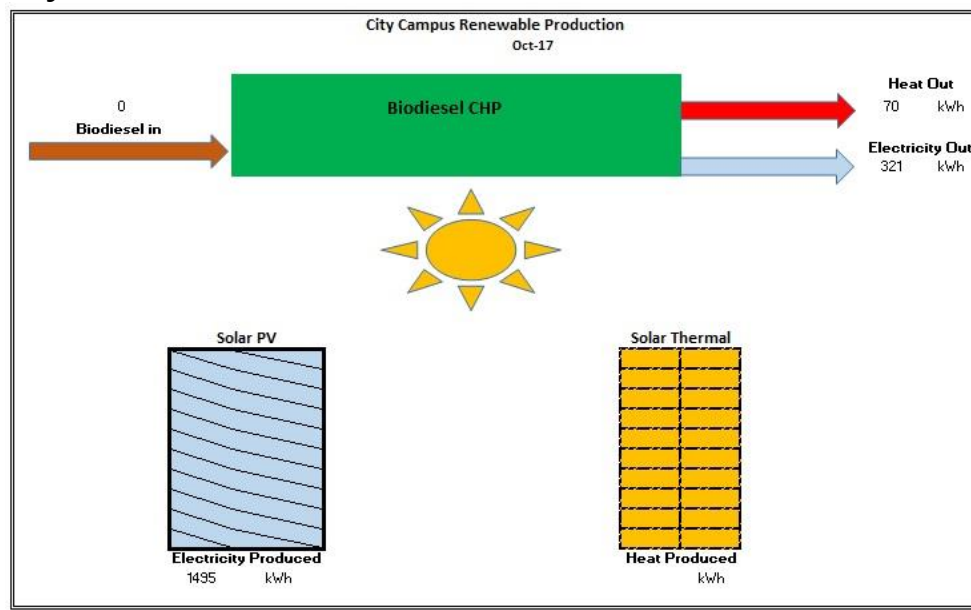 City Campus Renewable Production
Oct-17
Heat Out
70 kWh
0
Biodiesel in
Biodiesel CHP
Electricity Out
321 kWh
Solar PV
Solar Thermal
Electricity Produced
1495 kWh
Heat Produced
kWh